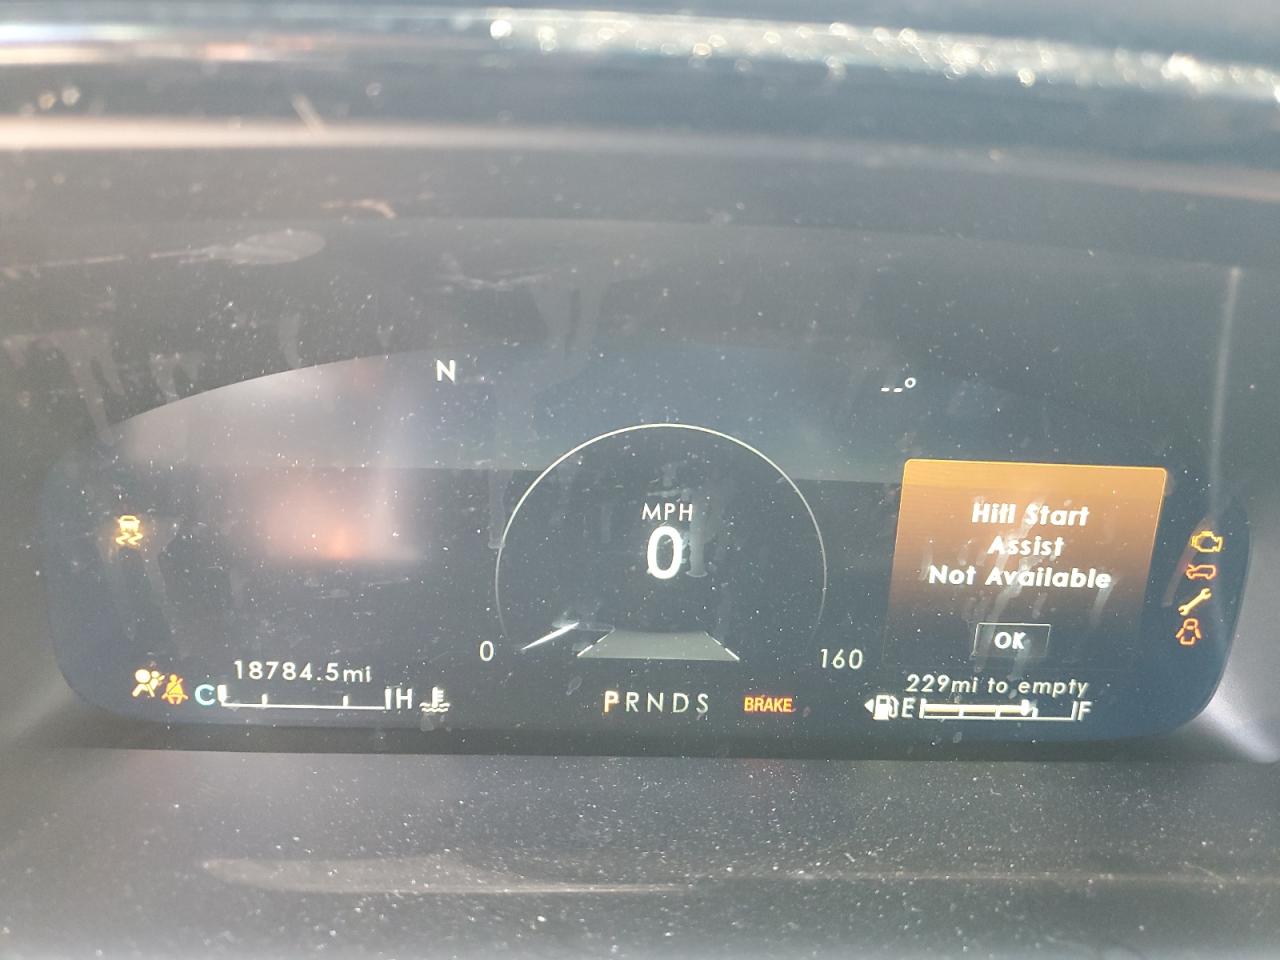 N
--°
MPH
0
0
160
Hill Start
Assist
Not Available
OK
18784.5mi
229mi to empty
C
H
PRNDS
BRAKE
E
F